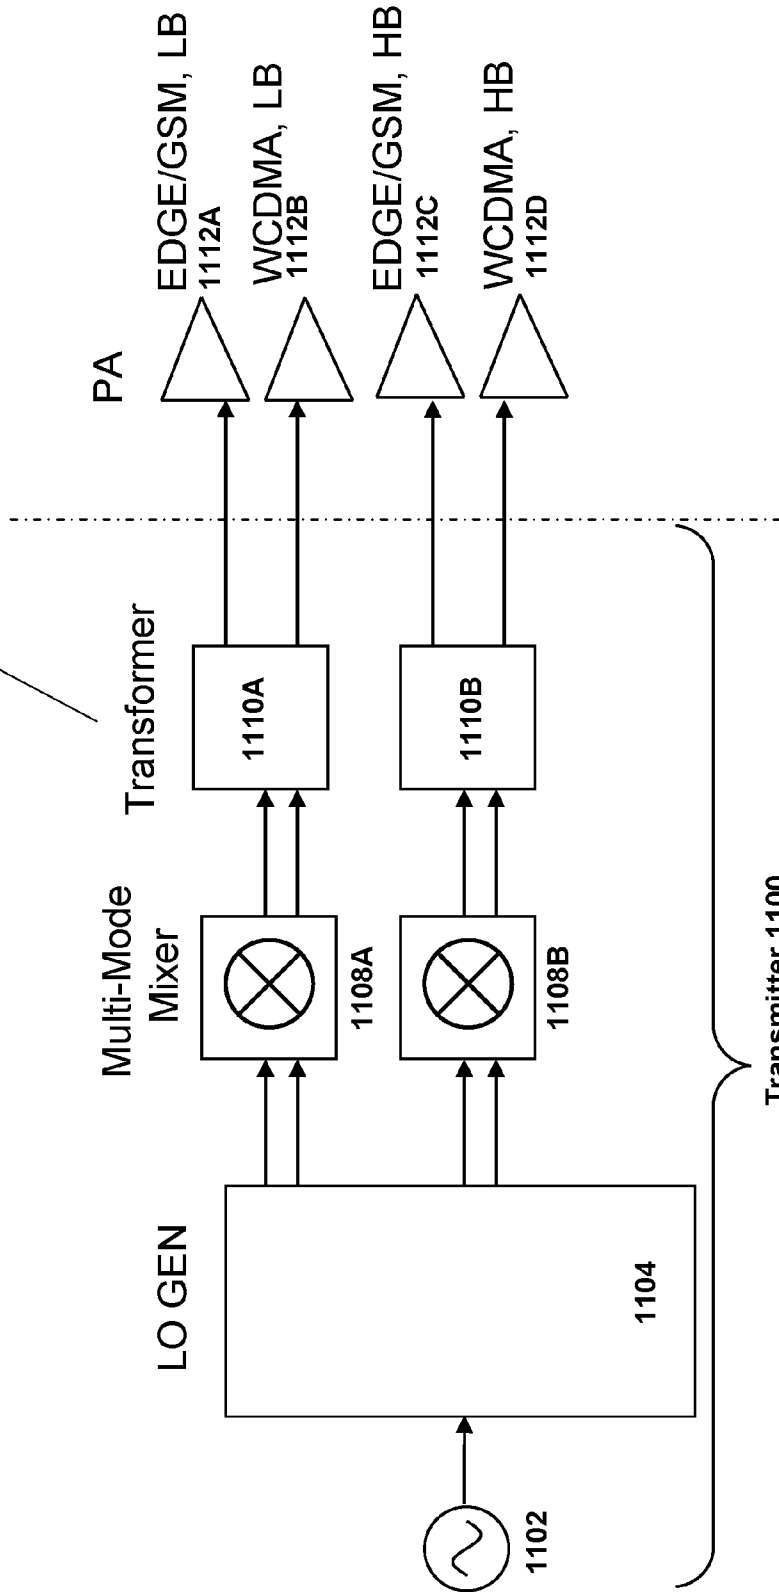 LO GEN
Multi-Mode
Mixer
Transformer
PA
EDGE/GSM, LB
1112A
WCDMA, LB
1112B
EDGE/GSM, HB
1112C
WCDMA, HB
1112D
1102
1104
1108A
1108B
1110A
1110B
Transmitter 1100